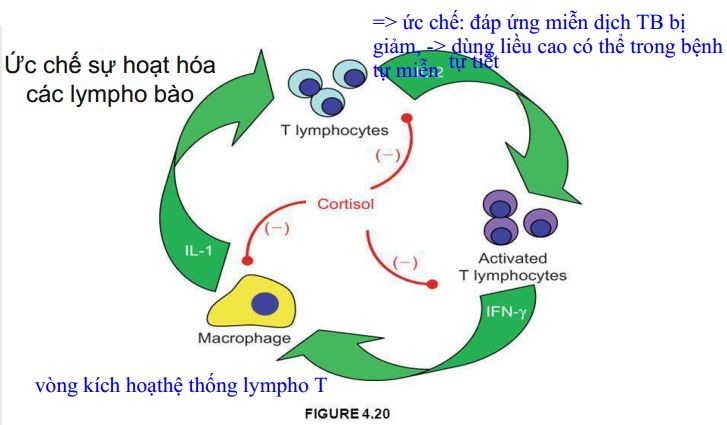 => ức chế: đáp ứng miễn dịch TB bị
giảm, -> dùng liều cao có thể trong bệnh
tự miễn tự tiết
Ức chế sự hoạt hóa
các lympho bào
T lymphocytes
(−)
Cortisol
(−)
(−)
IL-1
Activated
T lymphocytes
IFN-γ
Macrophage
vòng kích hoạthệ thống lympho T
FIGURE 4.20